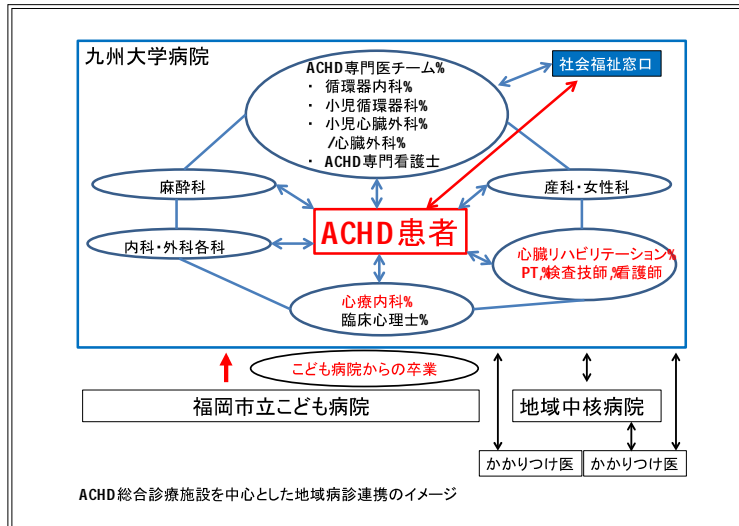 九州大学病院
ACHD専門医チーム%
・ 循環器内科%
・ 小児循環器科%
・ 小児心臓外科%
/心臓外科%
・ ACHD専門看護士
社会福祉窓口
麻酔科
産科・女性科
ACHD患者
内科・外科各科
心臓リハビリテーション%
PT,%検査技師,%看護師
心療内科%
臨床心理士%
こども病院からの卒業
福岡市立こども病院
地域中核病院
かかりつけ医
かかりつけ医
ACHD総合診療施設を中心とした地域病診連携のイメージ